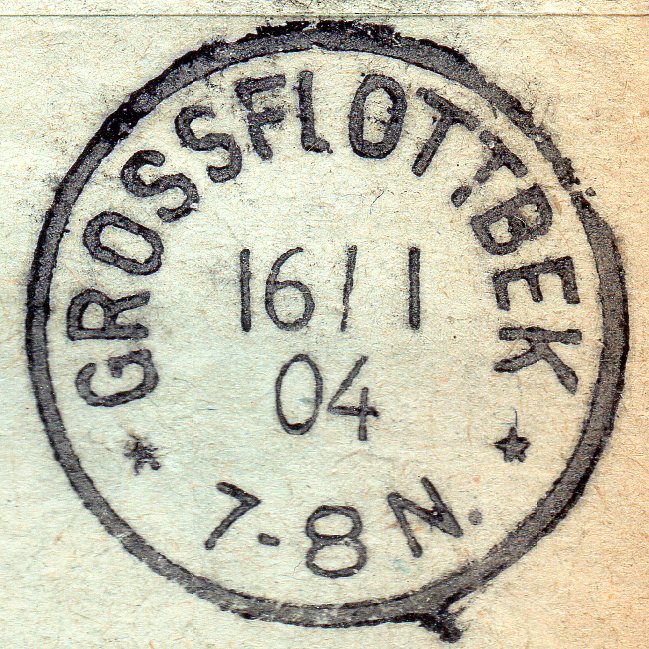 GROSSFLOTTBEK
16/1
04
* 7-8N. *